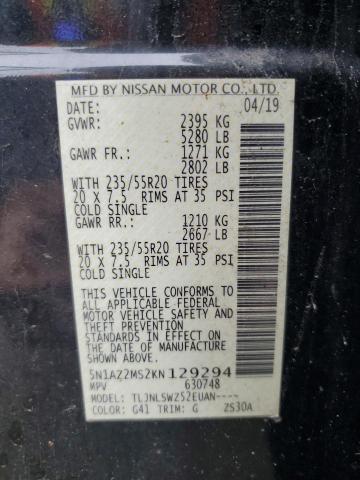 MFD BY NISSAN MOTOR CO., LTD.
04/19
GVWR: 2395 KG
5280 LB
GAWR FR.: 1271 KG
2802 LB
WITH 235/55R20 TIRES
20 X 7.5 RIMS AT 35 PSI
COLD SINGLE
GAWR RR.: 1210 KG
2667 LB
WITH 235/55R20 TIRES
20 X 7.5 RIMS AT 35 PSI
COLD SINGLE
THIS VEHICLE CONFORMS TO
ALL APPLICABLE FEDERAL
MOTOR VEHICLE SAFETY
AND THEFT PREVENTION
STANDARDS IN EFFECT ON
THE DATE OF MANUFACTURE
SHOWN ABOVE.
5N1AZ2MS2KN129294
MPV 630748
MODEL: TLJNLSWZ52EUAN----
COLOR: G41 TRIM: G ZS30A